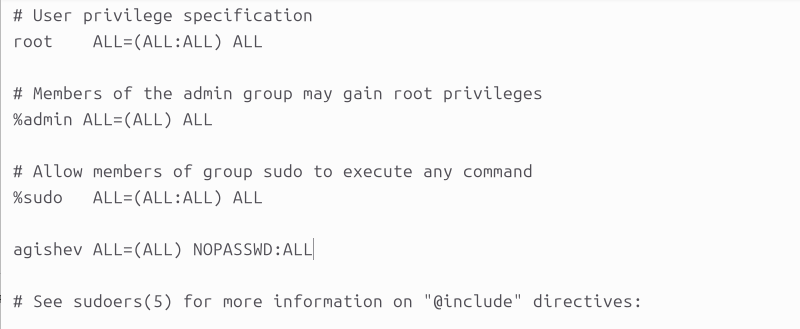 # User privilege specification
root    ALL=(ALL:ALL) ALL
# Members of the admin group may gain root privileges
%admin ALL=(ALL) ALL
# Allow members of group sudo to execute any command
%sudo   ALL=(ALL:ALL) ALL
agishev ALL=(ALL) NOPASSWD:ALL
# See sudoers(5) for more information on "@include" directives: